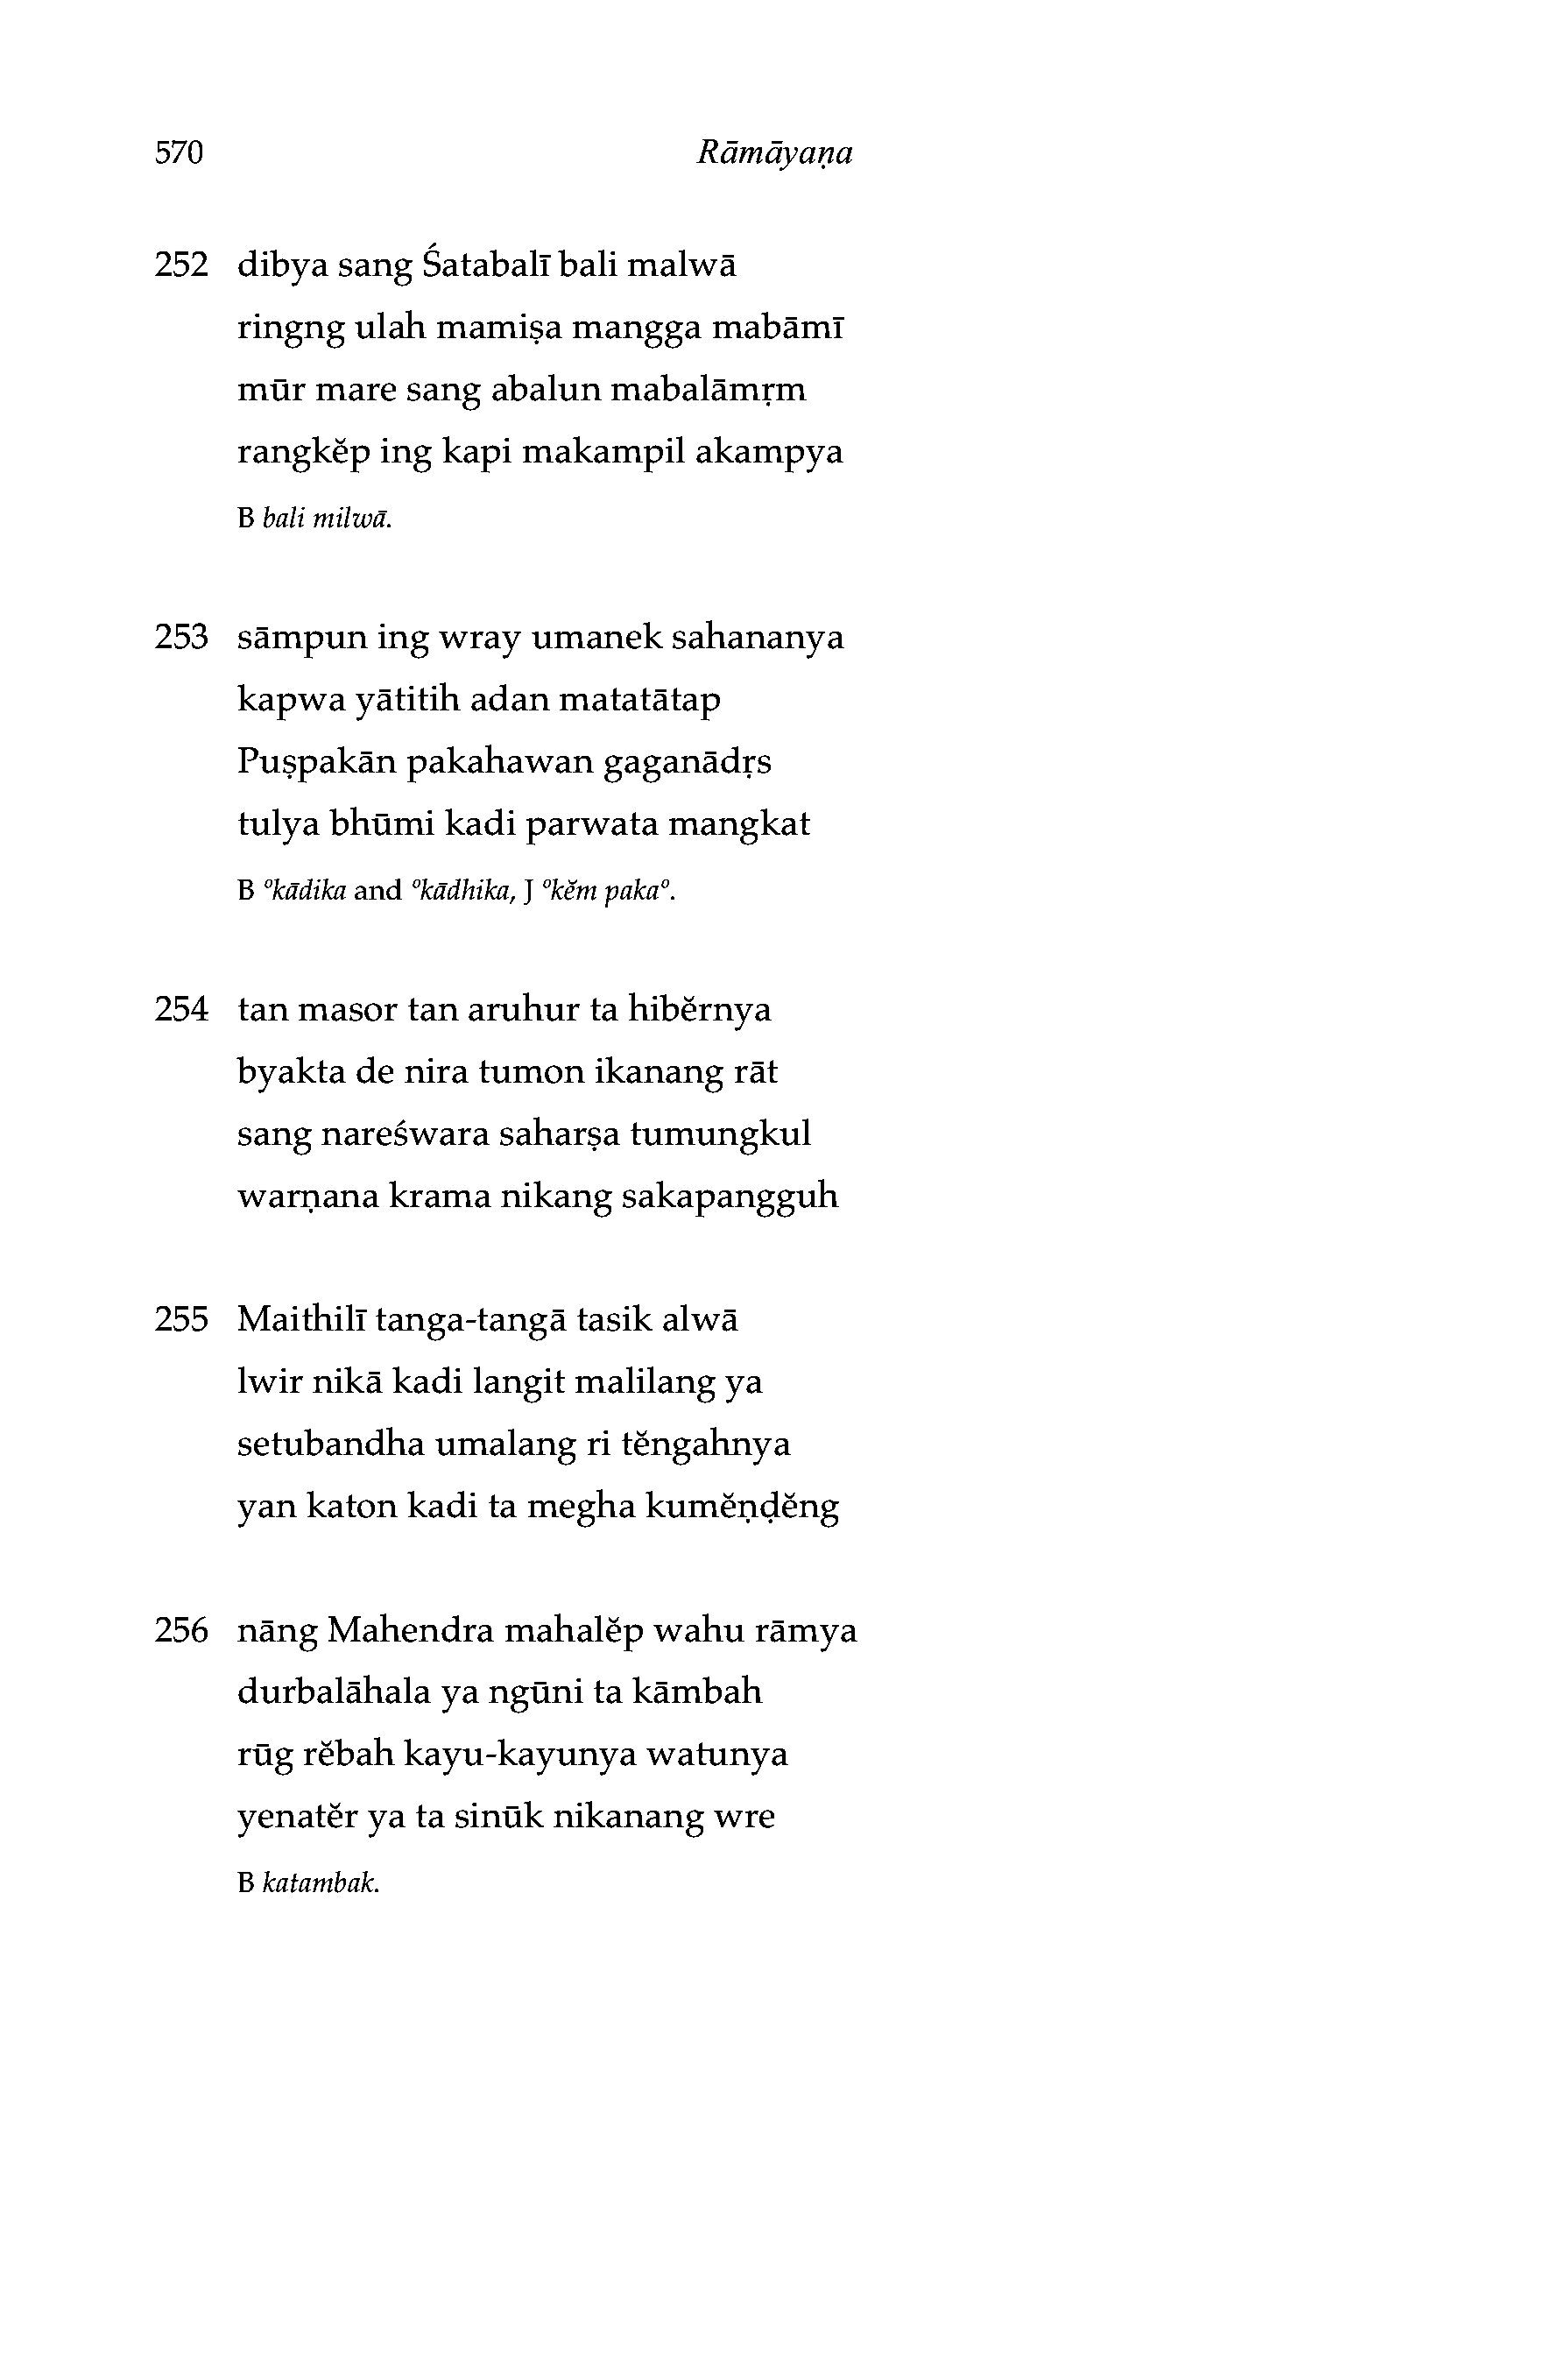 570 Rāmāyaṇa
252 dibya sang Śatabalī bali malwā
ringng ulah mamiṣa mangga mabāmī
mūr mare sang abalun mabalāmṛm
rangkĕp ing kapi makampil akampya
B bali milwā.
253 sāmpun ing wray umanek sahananya
kapwa yātitih adan matatātap
Puṣpakān pakahawan gaganādṛs
tulya bhūmi kadi parwata mangkat
B °kādika and °kādhika, J °kĕm paka°.
254 tan masor tan aruhur ta hibĕrnya
byakta de nira tumon ikanang rāt
sang nareśwara saharṣa tumungkul
warṇana krama nikang sakapangguh
255 Maithilī tanga-tangā tasik alwā
lwir nikā kadi langit malilang ya
setubandha umalang ri tĕngahnya
yan katon kadi ta megha kumĕṇḍĕng
256 nāng Mahendra mahalĕp wahu rāmya
durbalāhala ya ngūni ta kāmbah
rūg rĕbah kayu-kayunya watunya
yenatĕr ya ta sinūk nikanang wre
B katambak.